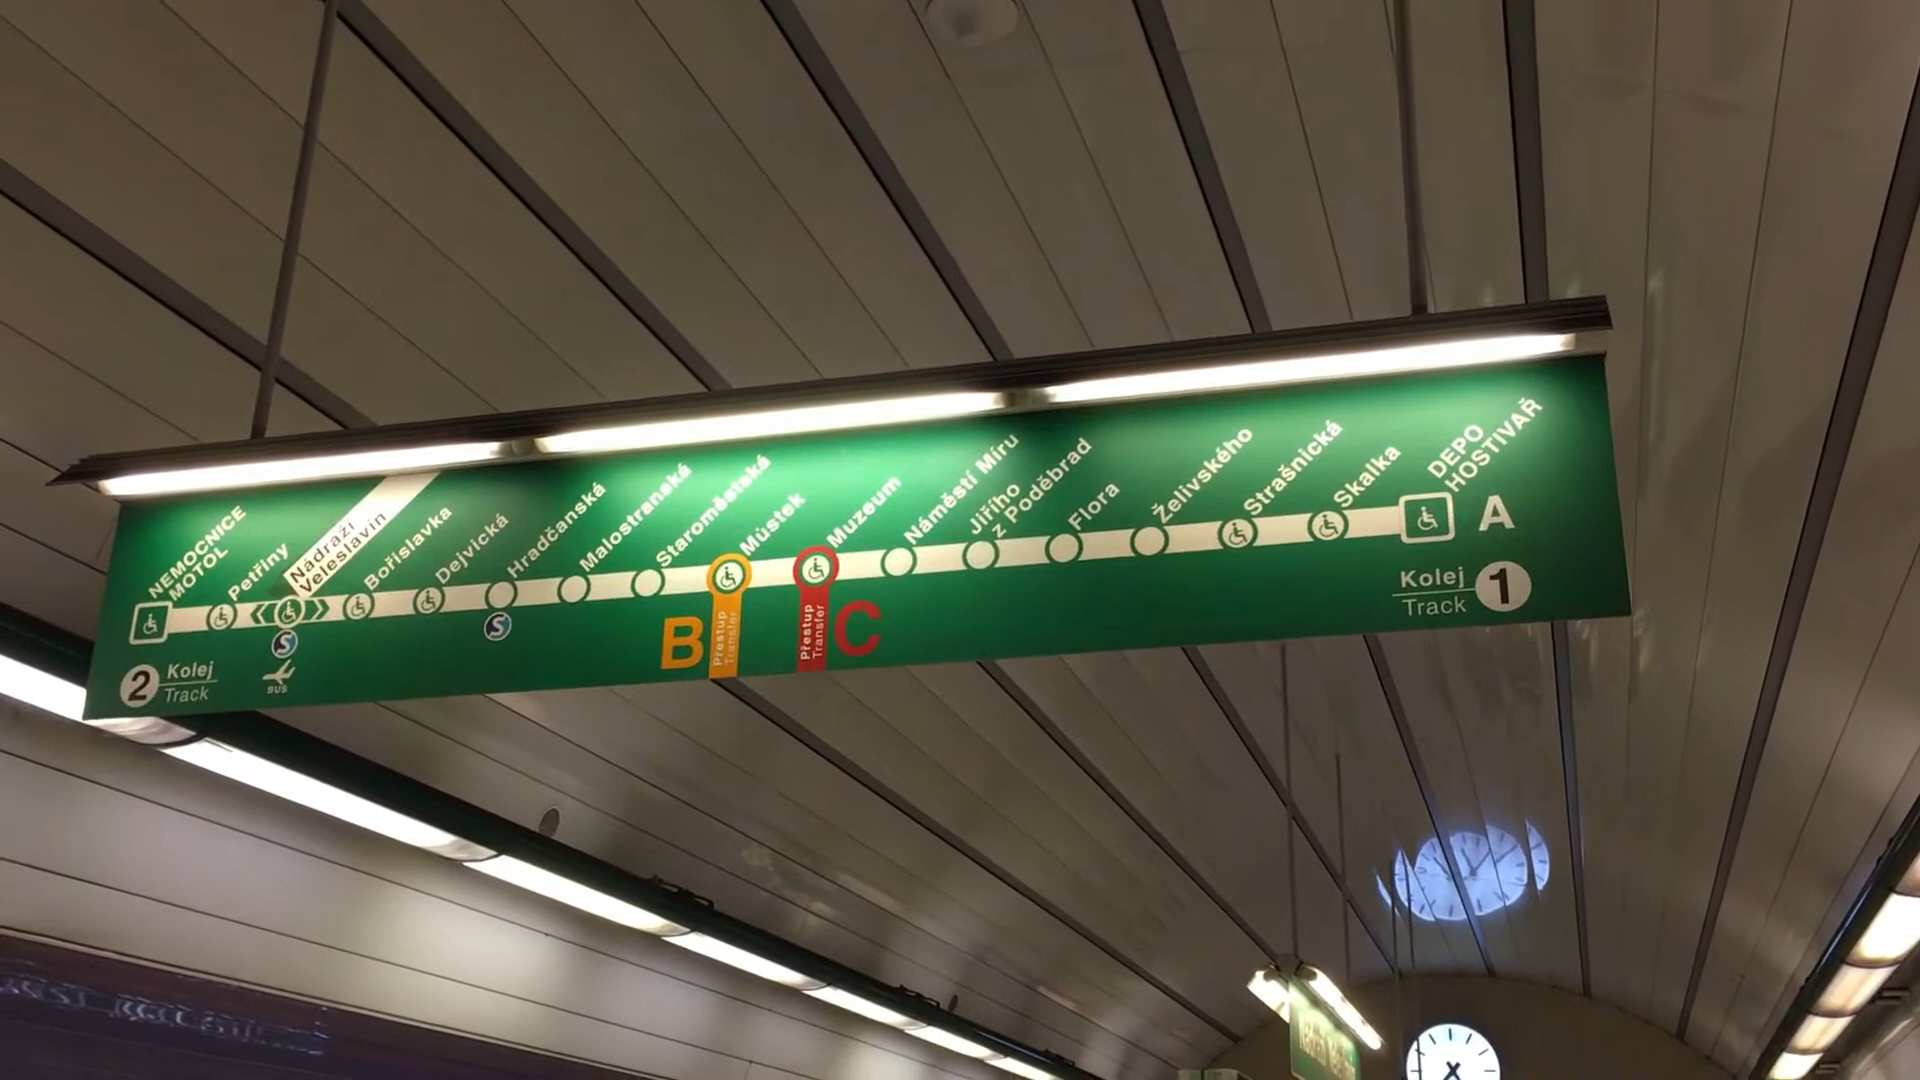 NEMOCNICE
MOTOL
Petřiny
Nádraží
Veleslavín
Bořislavka
Dejvická
Hradčanská
Malostranská
Staroměstská
Můstek
Muzeum
Náměstí Míru
Jiřího
z Poděbrad
Flora
Želivského
Strašnická
Skalka
DEPO
HOSTIVAŘ
A
S
S
BUS
B
Přestup
Transfer
Přestup
Transfer
C
2 Kolej
Track
Kolej
Track 1